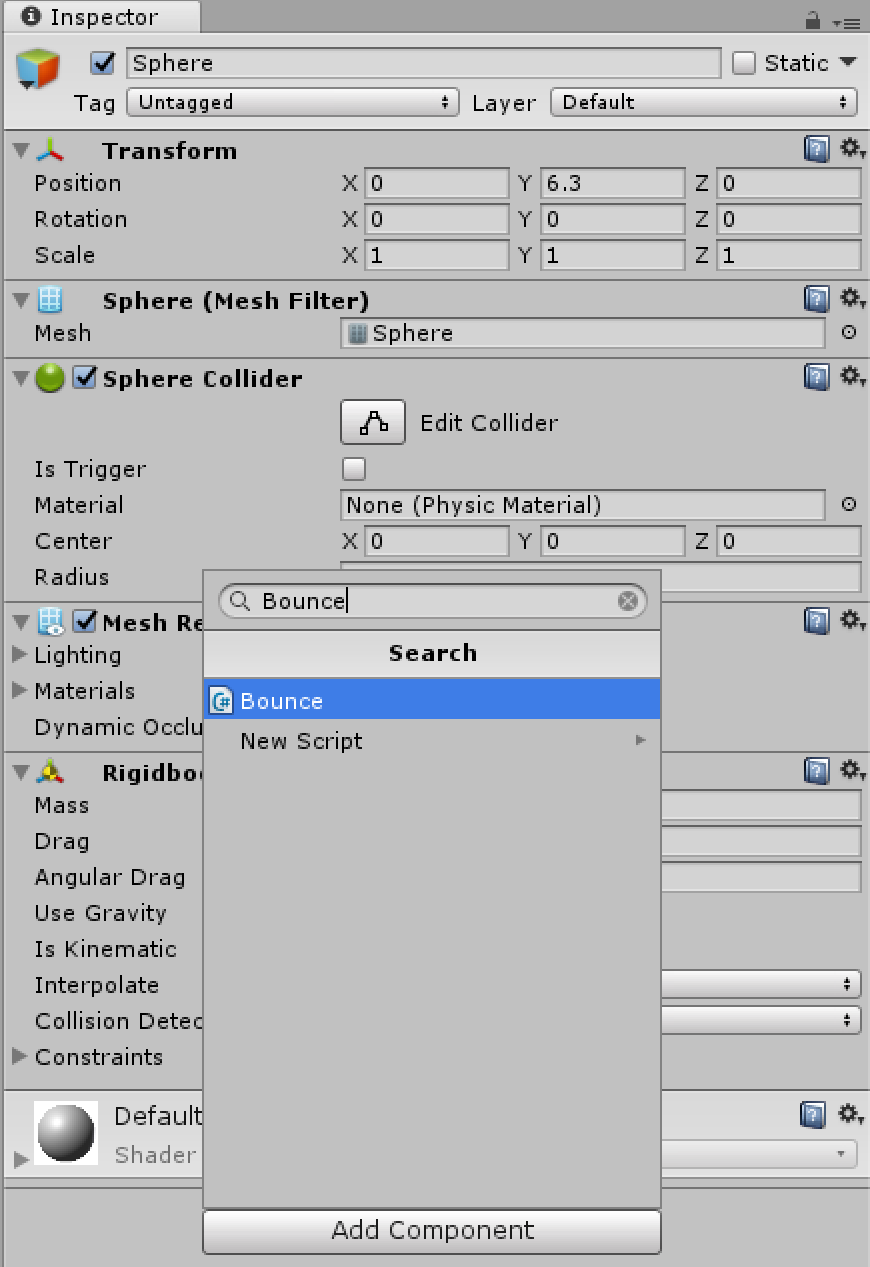 Inspector
Sphere Static
Tag Untagged Layer Default
Transform
Position X 0 Y 6.3 Z 0
Rotation X 0 Y 0 Z 0
Scale X 1 Y 1 Z 1
Sphere (Mesh Filter)
Mesh Sphere
Sphere Collider
Edit Collider
Is Trigger
Material None (Physic Material)
Center X 0 Y 0 Z 0
Radius
Bounce
Mesh Re
Search
Lighting
Materials
C# Bounce
Dynamic Occlu
New Script
Rigidboo
Mass
Drag
Angular Drag
Use Gravity
Is Kinematic
Interpolate
Collision Detec
Constraints
Default
Shader
Add Component